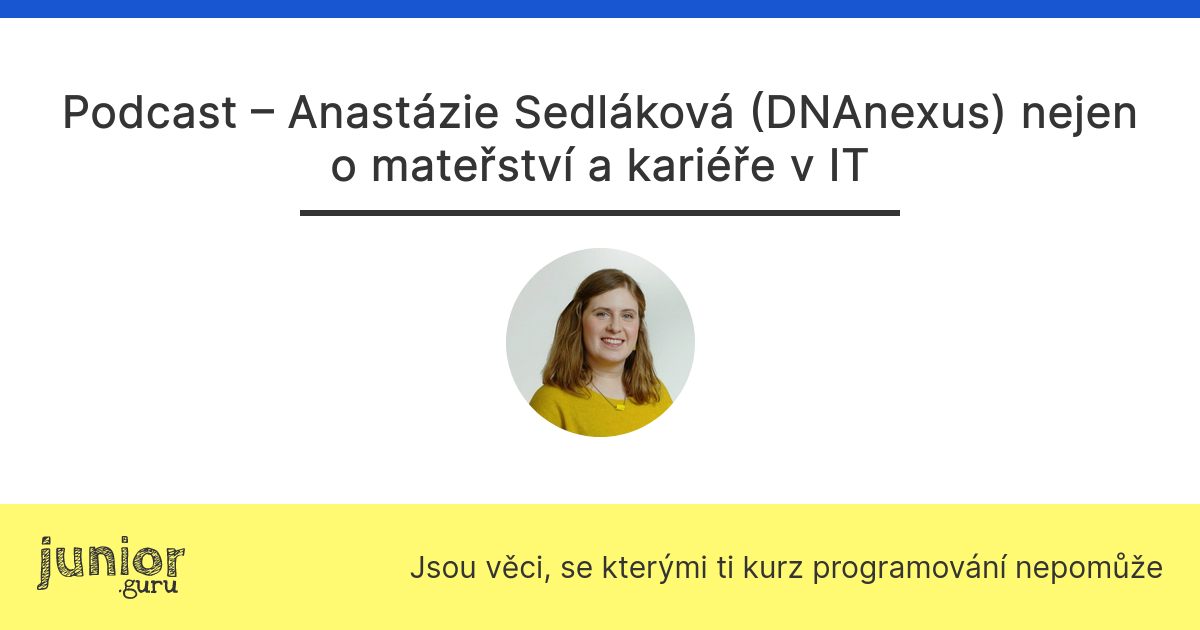 Podcast – Anastázie Sedláková (DNAnexus) nejen
o mateřství a kariéře v IT
junior
.guru
Jsou věci, se kterými ti kurz programování nepomůže